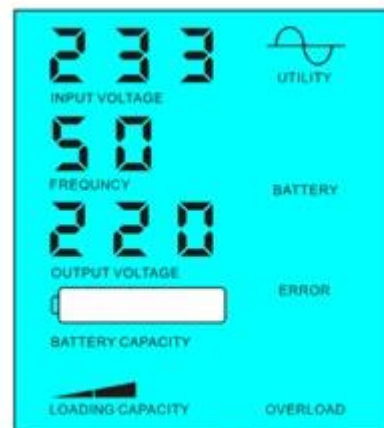 233
UTILITY
INPUT VOLTAGE
50
FREQUNCY
BATTERY
220
OUTPUT VOLTAGE
ERROR
BATTERY CAPACITY
LOADING CAPACITY
OVERLOAD